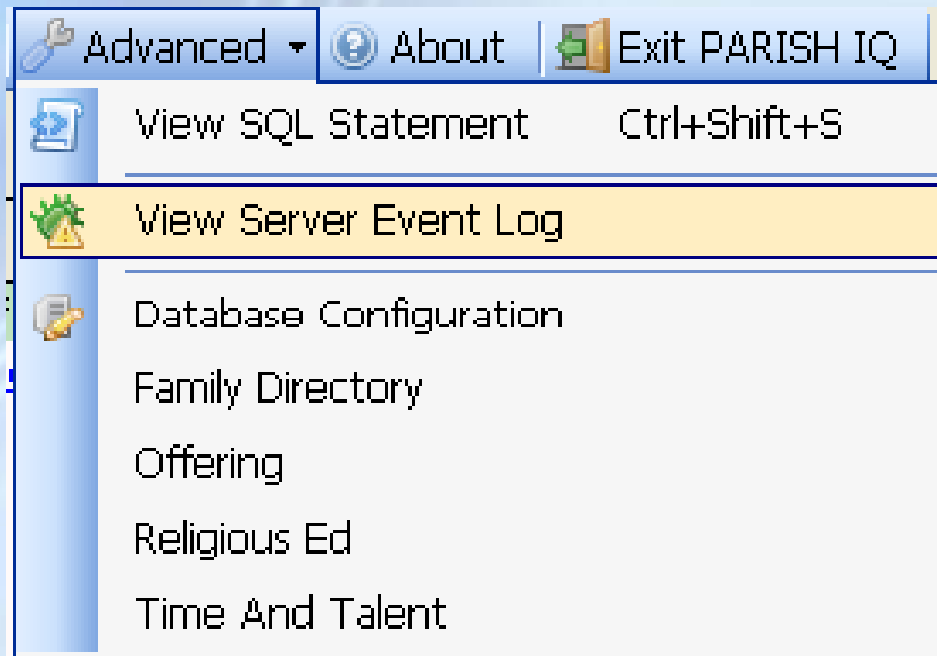 Advanced About Exit PARISH IQ
View SQL Statement Ctrl+Shift+S
View Server Event Log
Database Configuration
Family Directory
Offering
Religious Ed
Time And Talent